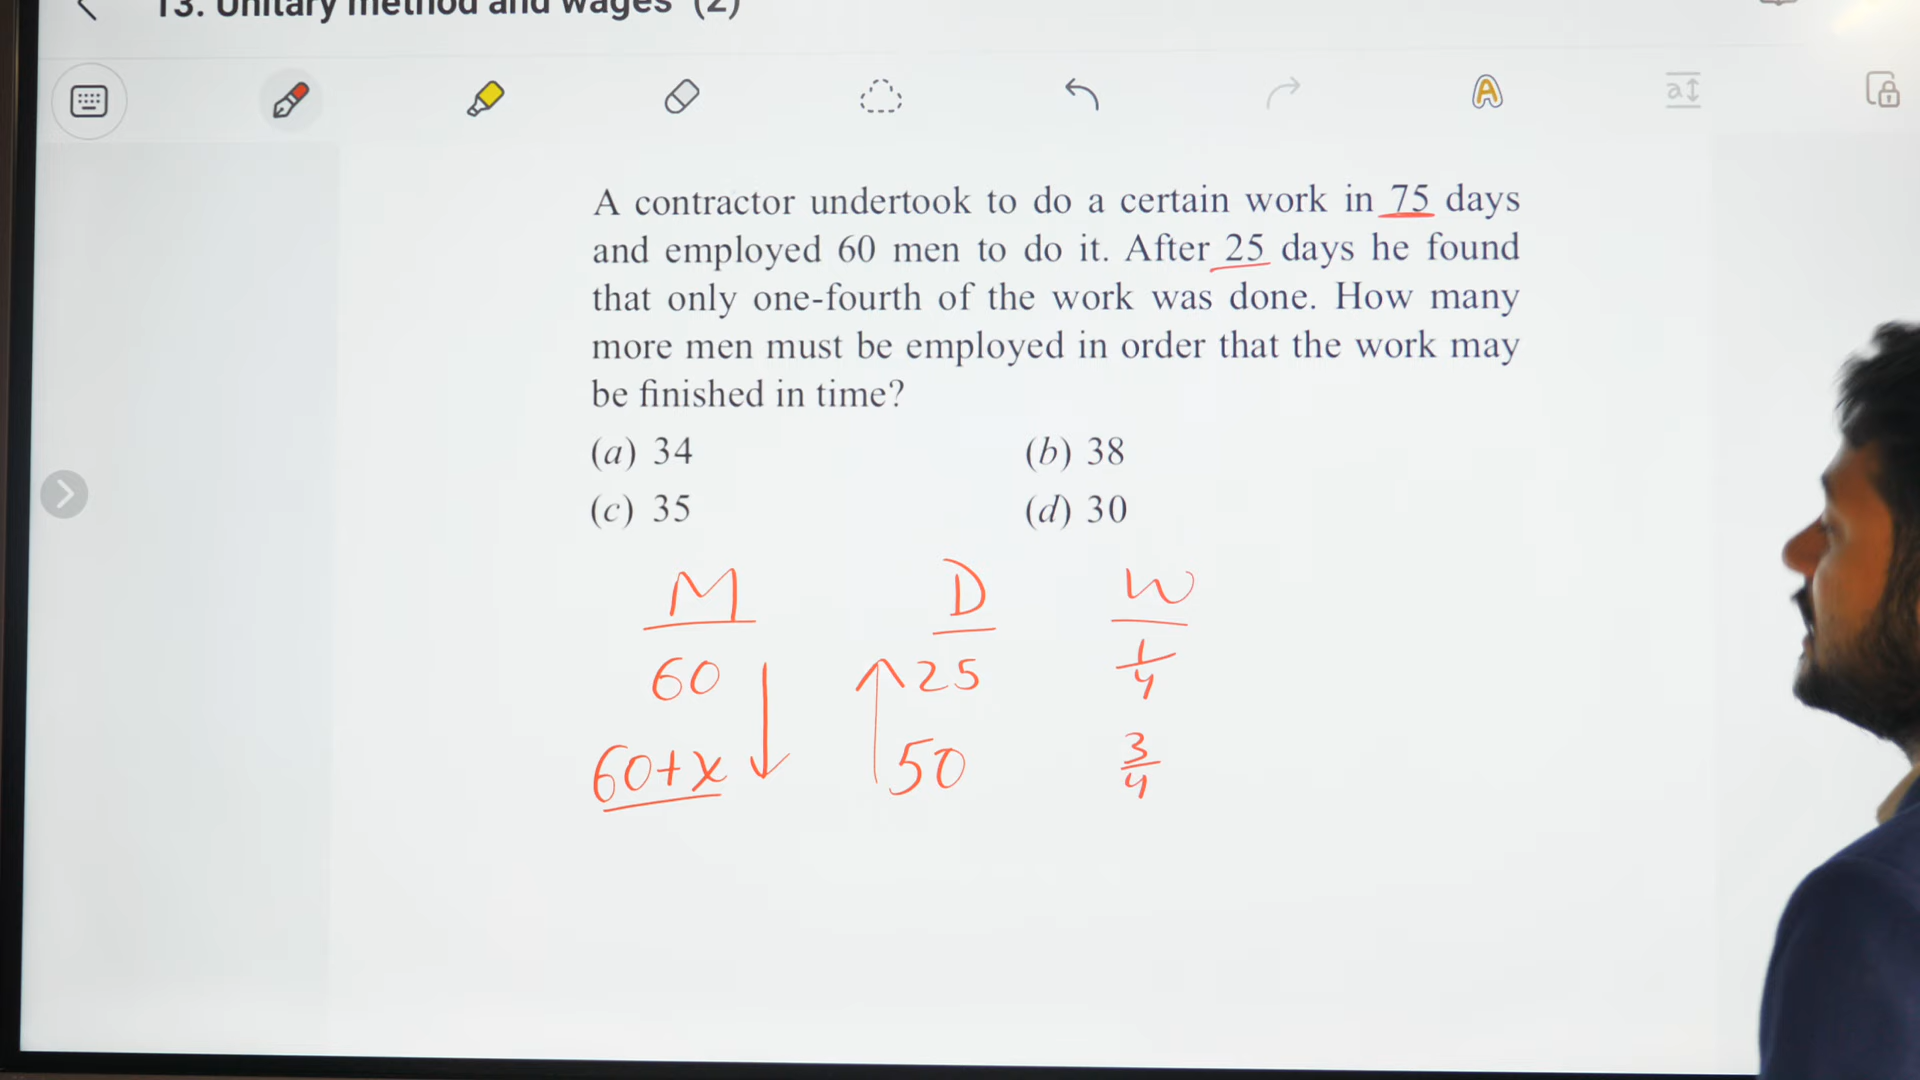 13. Unitary method and wages (2)
A contractor undertook to do a certain work in 75 days
and employed 60 men to do it. After 25 days he found
that only one-fourth of the work was done. How many
more men must be employed in order that the work may
be finished in time?
(a) 34 (b) 38
(c) 35 (d) 30
M D W
60 25 1/4
60+x 50 3/4